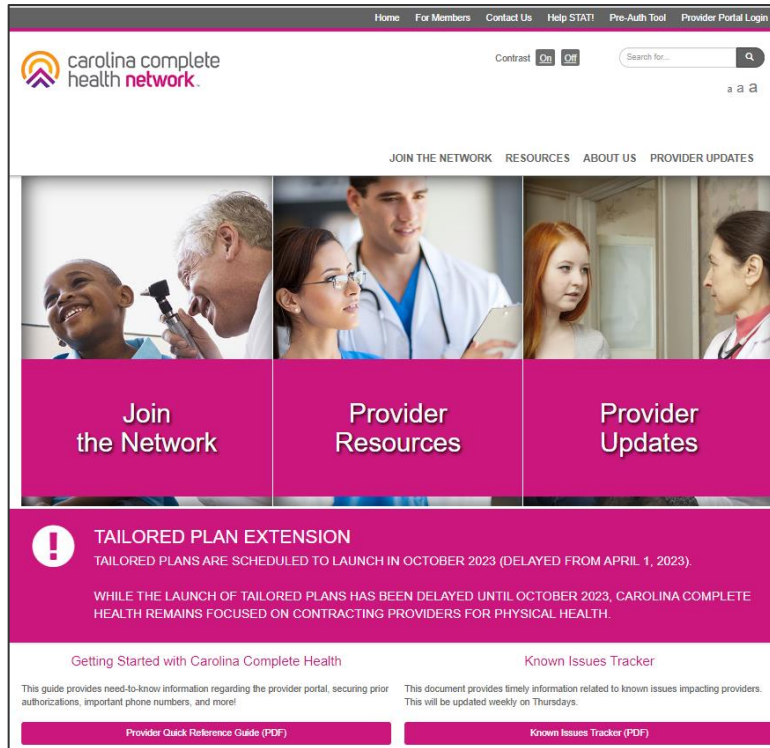 Home For Members Contact Us Help STAT! Pre-Auth Tool Provider Portal Login
carolina complete
health network™
Contrast On Off
Search for...
a a a
JOIN THE NETWORK RESOURCES ABOUT US PROVIDER UPDATES
Join
the Network
Provider
Resources
Provider
Updates
TAILORED PLAN EXTENSION
TAILORED PLANS ARE SCHEDULED TO LAUNCH IN OCTOBER 2023 (DELAYED FROM APRIL 1, 2023).
WHILE THE LAUNCH OF TAILORED PLANS HAS BEEN DELAYED UNTIL OCTOBER 2023, CAROLINA COMPLETE
HEALTH REMAINS FOCUSED ON CONTRACTING PROVIDERS FOR PHYSICAL HEALTH.
Getting Started with Carolina Complete Health
This guide provides need-to-know information regarding the provider portal, securing prior
authorizations, important phone numbers, and more!
Provider Quick Reference Guide (PDF)
Known Issues Tracker
This document provides timely information related to known issues impacting providers.
This will be updated weekly on Thursdays.
Known Issues Tracker (PDF)